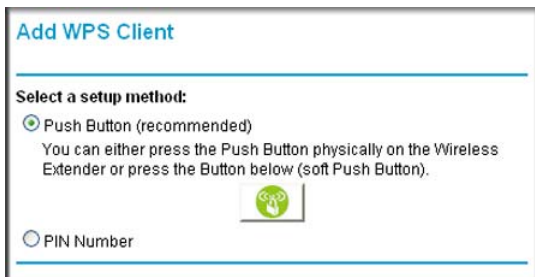 Add WPS Client
Select a setup method:
Push Button (recommended)
You can either press the Push Button physically on the Wireless
Extender or press the Button below (soft Push Button).
PIN Number